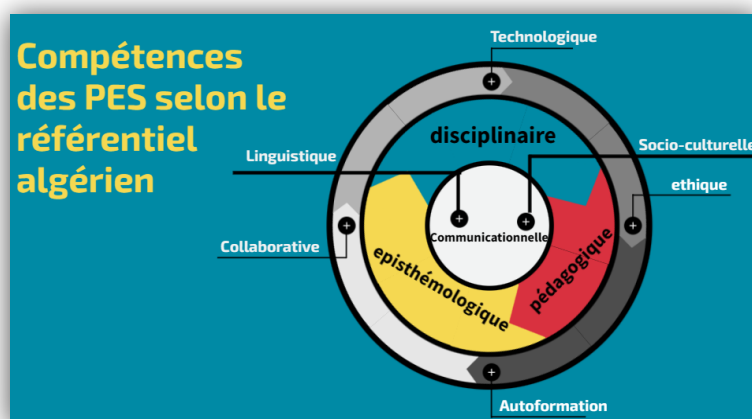 Compétences
des PES selon le
référentiel
algérien
Technologique
disciplinaire
Linguistique
Socio-culturelle
ethique
Communicationnelle
Collaborative
episthémologique
pédagogique
Autoformation